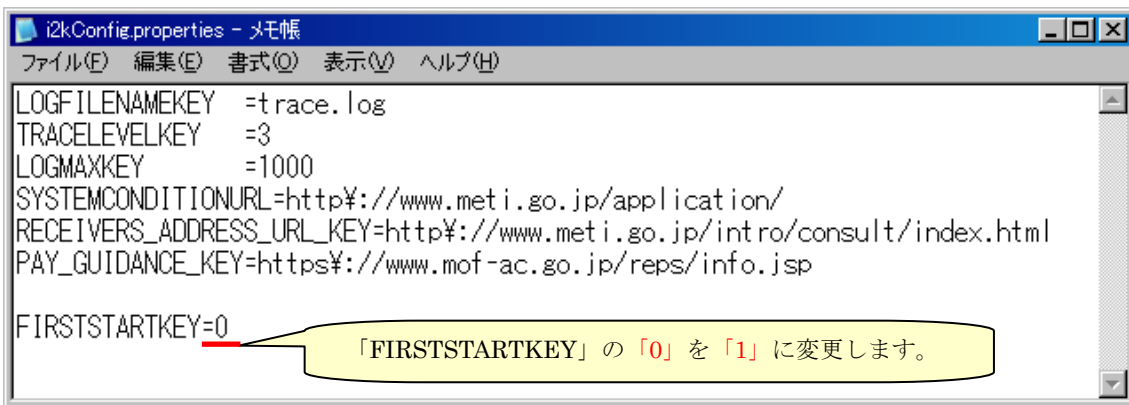 i2kConfig.properties - メモ帳
ファイル(F) 編集(E) 書式(O) 表示(V) ヘルプ(H)
LOGFILENAMEKEY =trace.log
TRACELEVELKEY =3
LOGMAXKEY =1000
SYSTEMCONDITIONURL=http¥://www.meti.go.jp/application/
RECEIVERS_ADDRESS_URL_KEY=http¥://www.meti.go.jp/intro/consult/index.html
PAY_GUIDANCE_KEY=https¥://www.mof-ac.go.jp/reps/info.jsp
FIRSTSTARTKEY=0
「FIRSTSTARTKEY」の「0」を「1」に変更します。